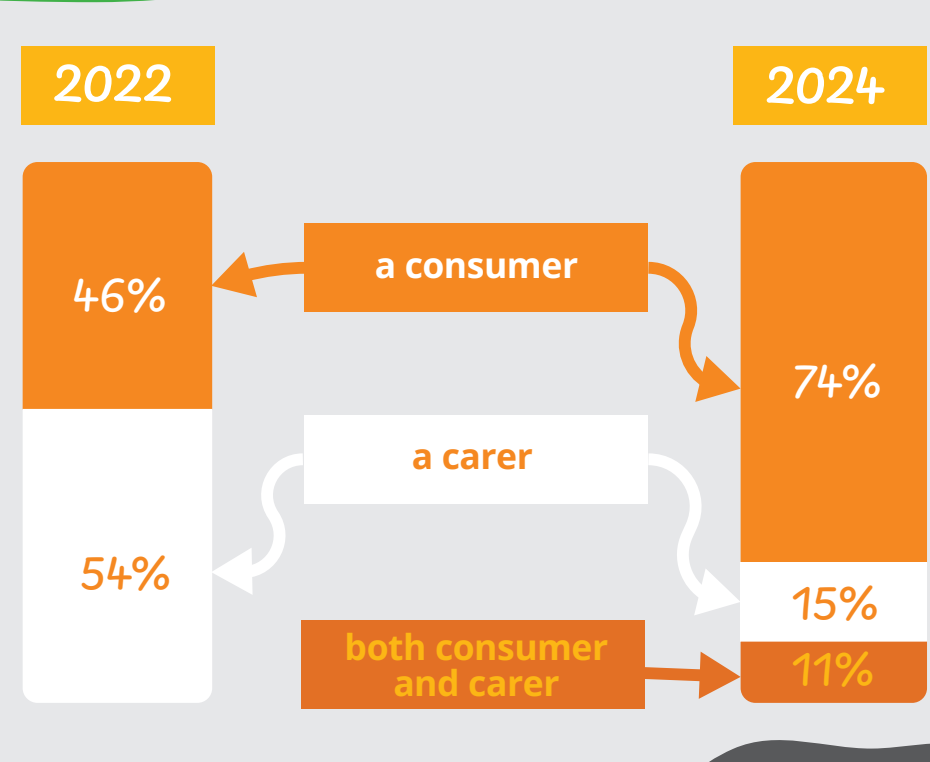 2022
2024
46%
a consumer
74%
a carer
54%
15%
both consumer
and carer
11%